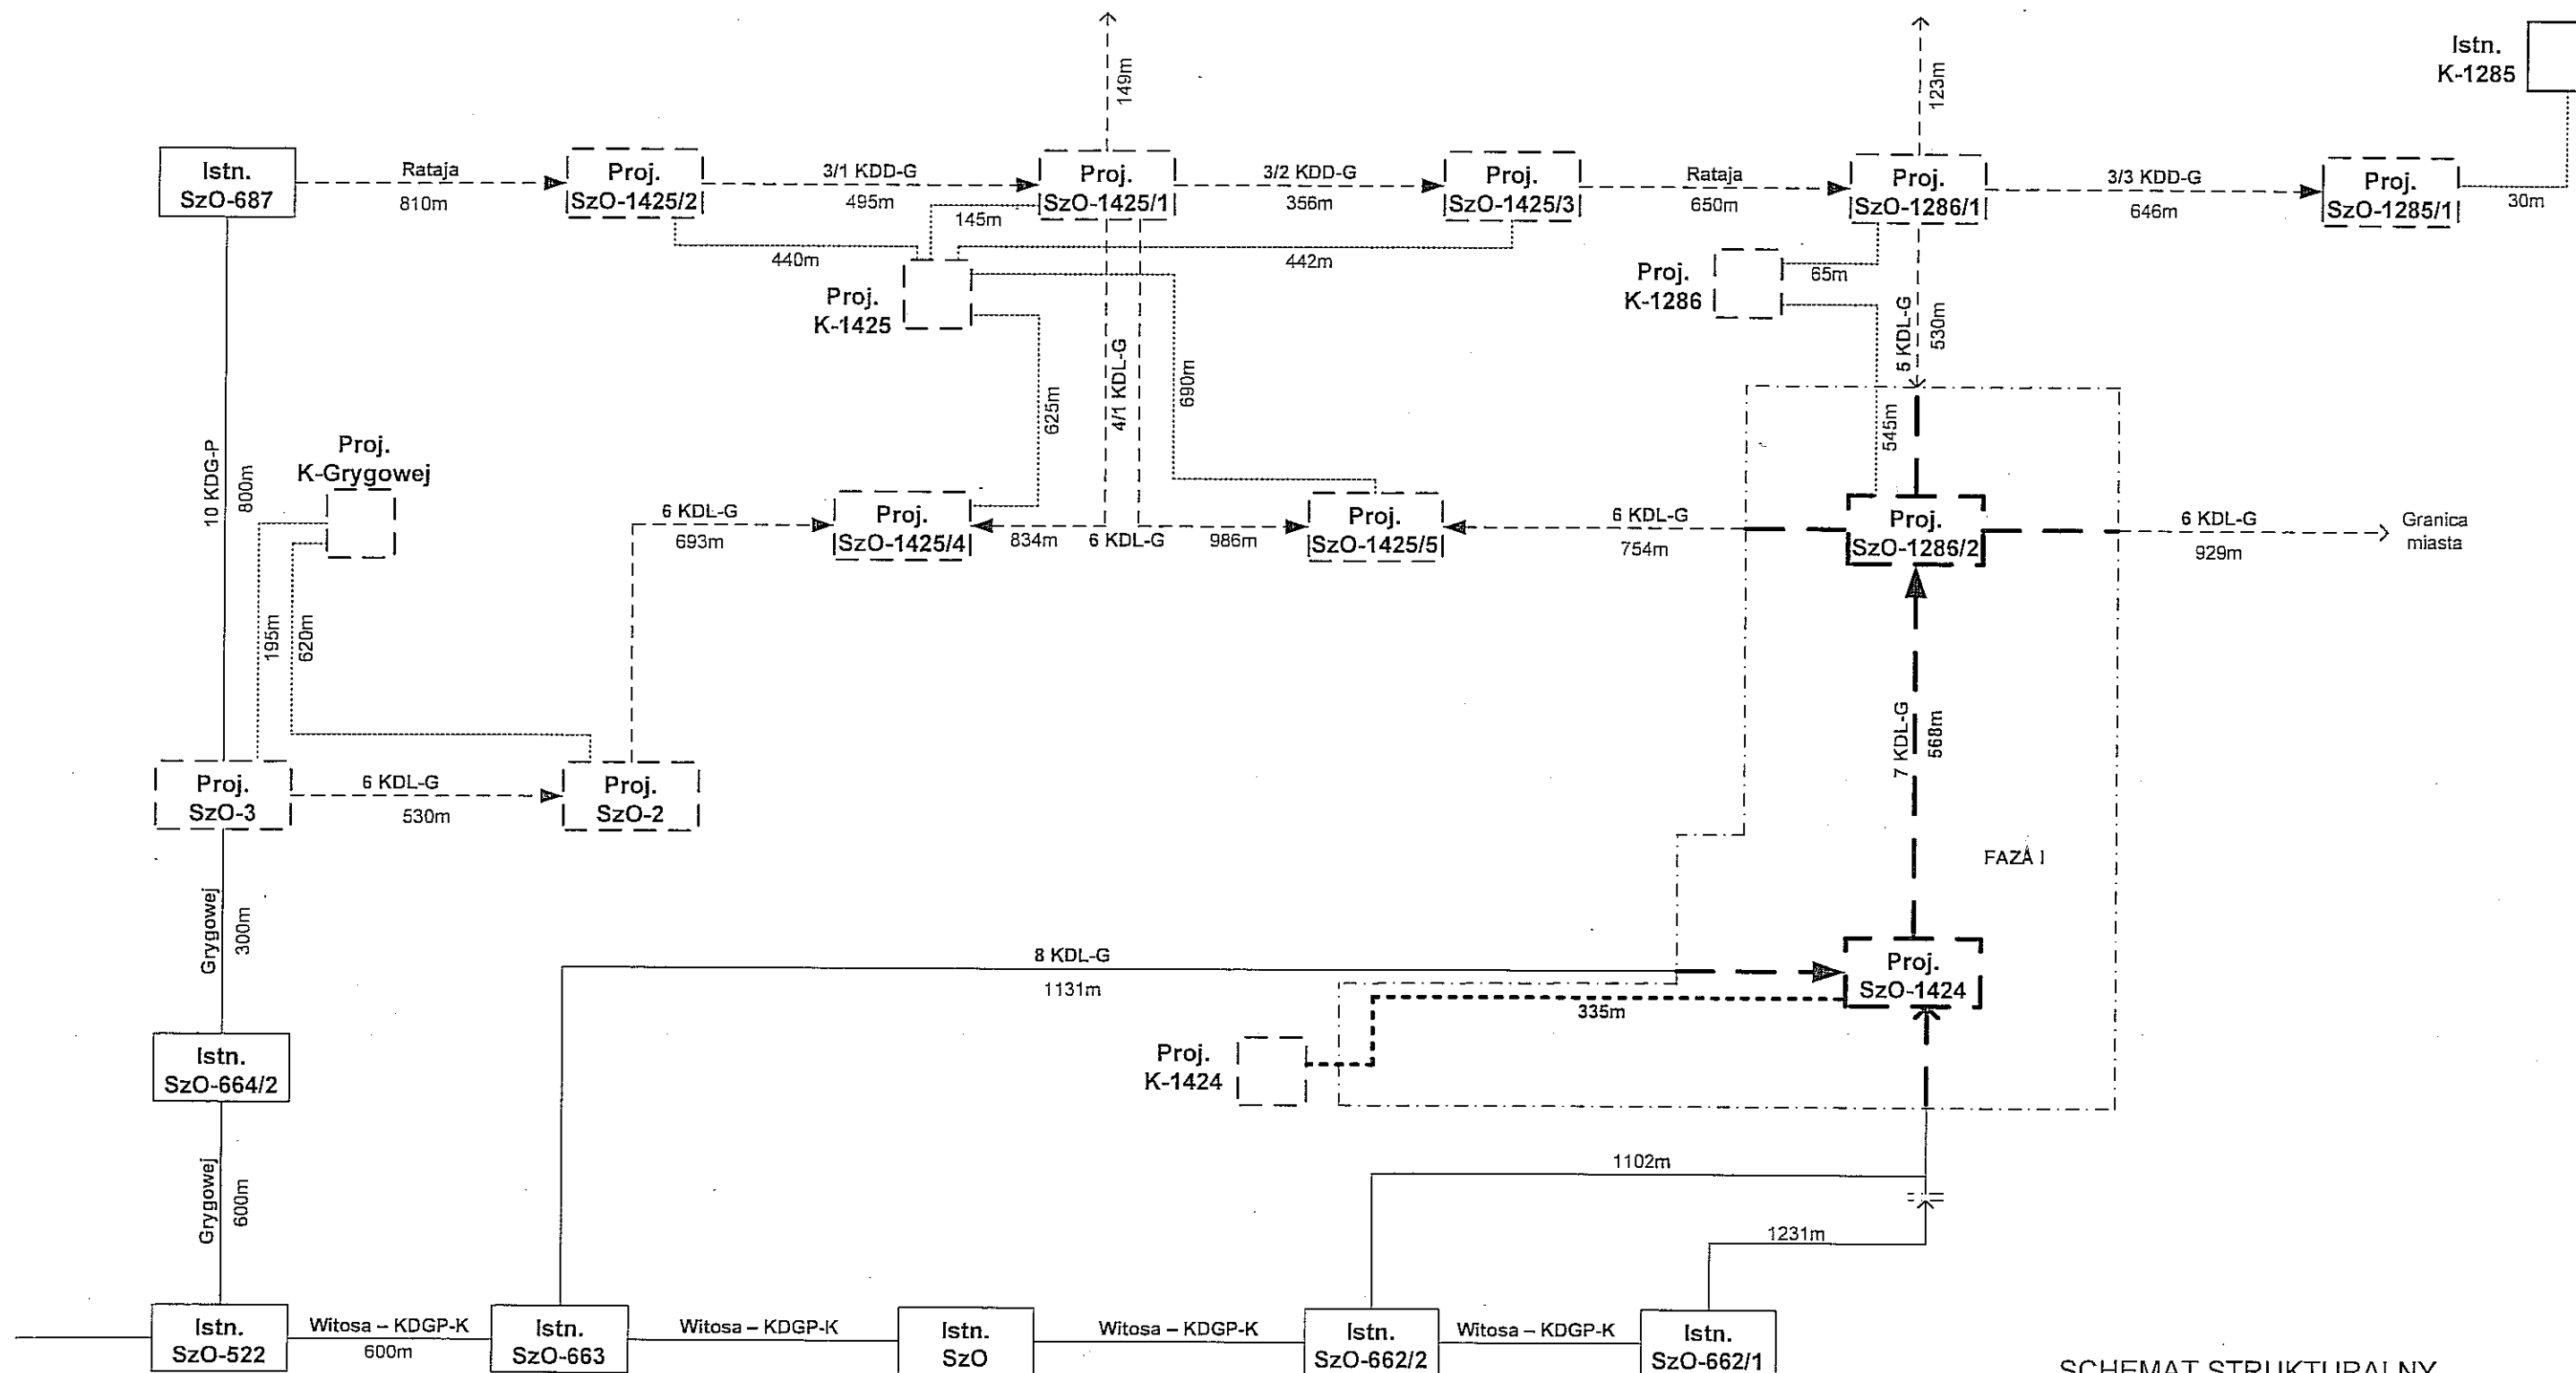 149m
123m
Istn.
K-1285
Istn.
SzO-687
Rataja
810m
Proj.
SzO-1425/2
3/1 KDD-G
495m
Proj.
SzO-1425/1
3/2 KDD-G
356m
Proj.
SzO-1425/3
Rataja
650m
Proj.
SzO-1286/1
3/3 KDD-G
646m
Proj.
SzO-1285/1
30m
145m
440m
442m
Proj.
K-1425
Proj.
K-1286
65m
5 KDL-G
530m
4/1 KDL-G
690m
625m
545m
10 KDG-P
800m
Proj.
K-Grygowej
6 KDL-G
693m
Proj.
SzO-1425/4
834m
6 KDL-G
986m
Proj.
SzO-1425/5
6 KDL-G
754m
Proj.
SzO-1286/2
6 KDL-G
929m
Granica
miasta
195m
620m
7 KDL-G
568m
Proj.
SzO-3
6 KDL-G
530m
Proj.
SzO-2
FAZA I
Grygowej
300m
8 KDL-G
1131m
Proj.
SzO-1424
335m
Istn.
SzO-664/2
Proj.
K-1424
Grygowej
600m
1102m
1231m
Istn.
SzO-522
Witosa – KDGP-K
600m
Istn.
SzO-663
Witosa – KDGP-K
Istn.
SzO
Witosa – KDGP-K
Istn.
SzO-662/2
Witosa – KDGP-K
Istn.
SzO-662/1
SCHEMAT STRUKTURALNY